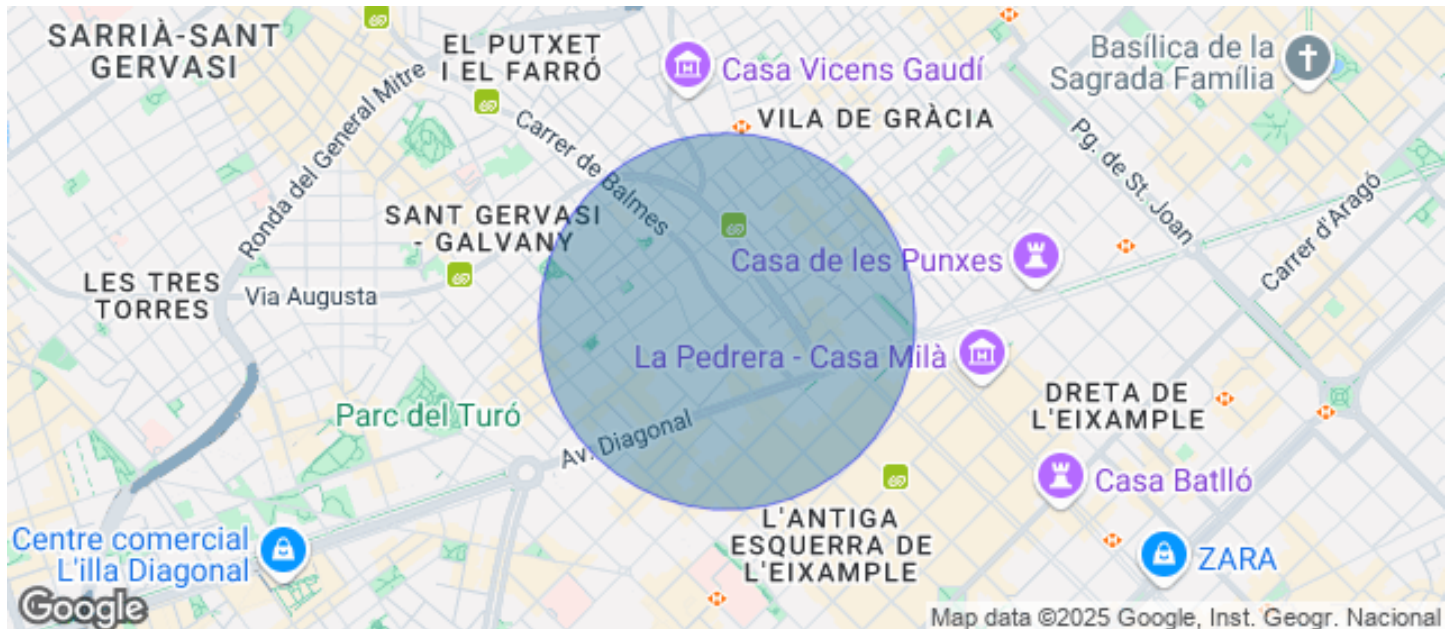 SARRIÀ-SANT
GERVASI
EL PUTXET
I EL FARRÓ
Casa Vicens Gaudí
Basílica de la
Sagrada Família
VILA DE GRÀCIA
Ronda del General Mitre
Carrer de Balmes
Pg. de St. Joan
Carrer d'Aragó
SANT GERVASI
- GALVANY
Casa de les Punxes
LES TRES
TORRES
Via Augusta
La Pedrera - Casa Milà
DRETA DE
L'EIXAMPLE
Parc del Turó
Av. Diagonal
Casa Batlló
L'ANTIGA
ESQUERRA DE
L'EIXAMPLE
Centre comercial
L'illa Diagonal
ZARA
Google
Map data ©2025 Google, Inst. Geogr. Nacional